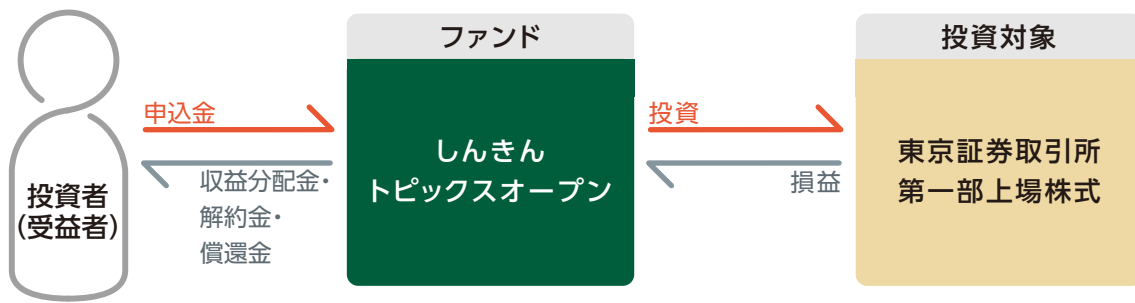 投資者
(受益者)
申込金
収益分配金・
解約金・
償還金
ファンド
しんきん
トピックスオープン
投資
損益
投資対象
東京証券取引所
第一部上場株式